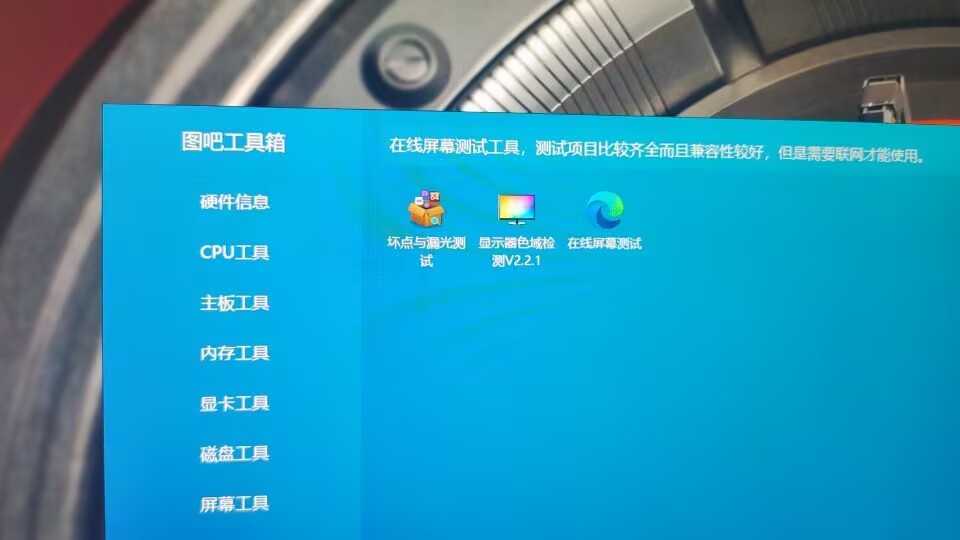 图吧工具箱
在线屏幕测试工具，测试项目比较齐全而且兼容性较好，但是需要联网才能使用。
硬件信息
CPU工具
主板工具
内存工具
显卡工具
磁盘工具
屏幕工具
坏点与漏光测
试
显示器色域检
测V2.2.1
在线屏幕测试